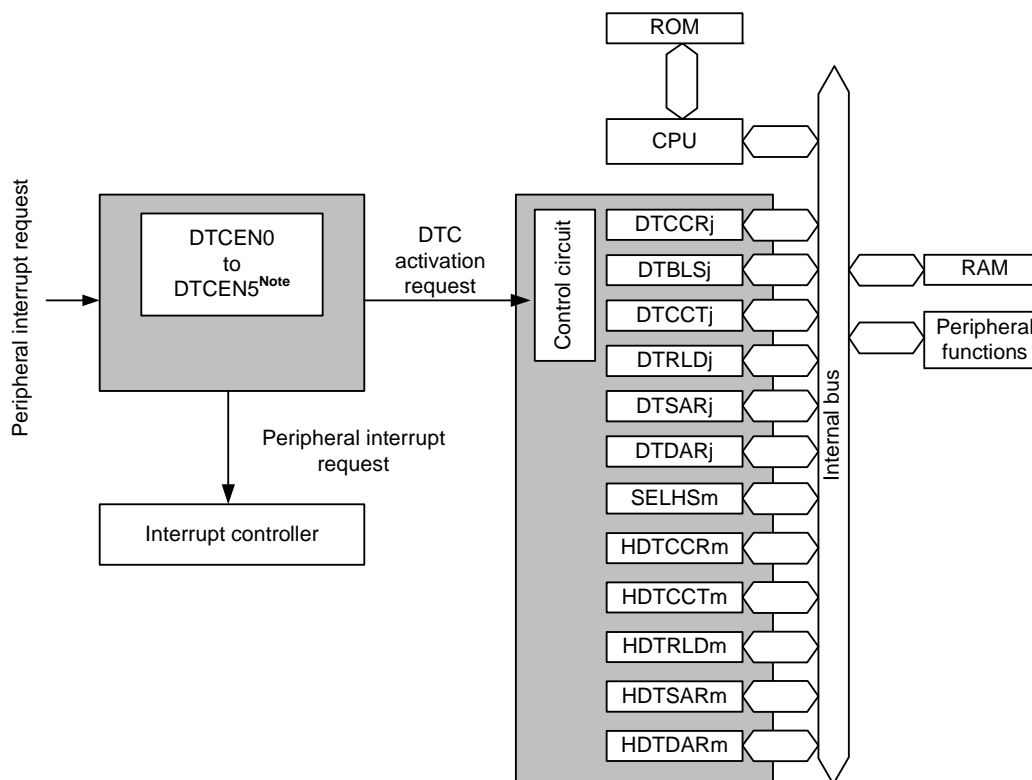 ROM
CPU
Peripheral interrupt request
DTCEN0
to
DTCEN5Note
DTC
activation
request
Control circuit
DTCCRj
DTBLSj
DTCCTj
DTRLDj
DTSARj
DTDARj
SELHSm
HDTCCRm
HDTCCTm
HDTRLDm
HDTSARm
HDTDARm
Internal bus
RAM
Peripheral
functions
Peripheral interrupt
request
Interrupt controller